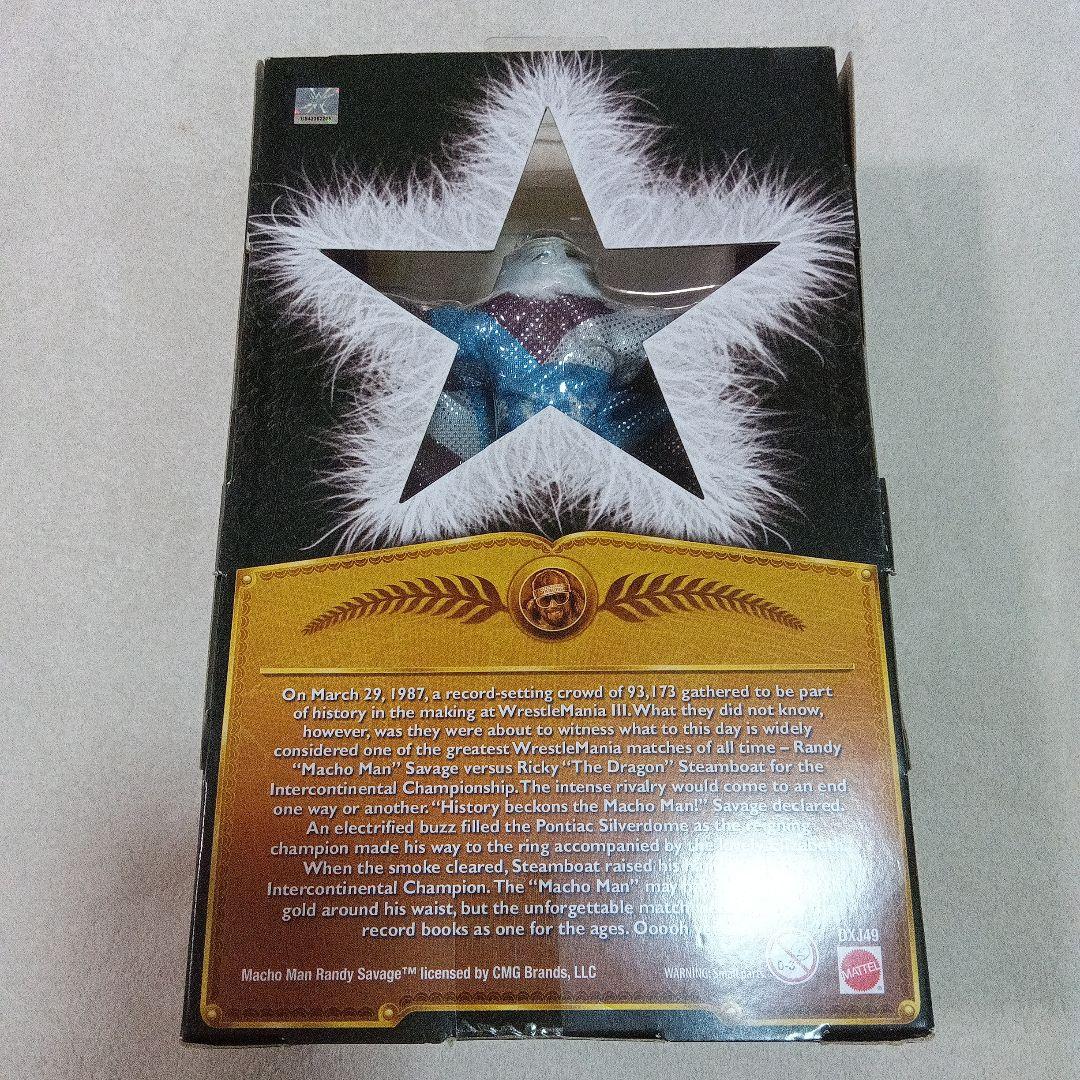 On March 29, 1987, a record-setting crowd of 93,173 gathered to be part
of history in the making at WrestleMania III. What they did not know,
however, was they were about to witness what to this day is widely
considered one of the greatest WrestleMania matches of all time – Randy
“Macho Man” Savage versus Ricky “The Dragon” Steamboat for the
Intercontinental Championship. The intense rivalry would come to an end
one way or another. “History beckons the Macho Man!” Savage declared.
An electrified buzz filled the Pontiac Silverdome as the reigning
champion made his way to the ring accompanied by the lovely Elizabeth.
When the smoke cleared, Steamboat raised his
Intercontinental Champion. The “Macho Man” may
gold around his waist, but the unforgettable match
record books as one for the ages. Ooooh
DXJ49
Macho Man Randy Savage™ licensed by CMG Brands, LLC
WARNING: Small parts
0-3
MATTEL